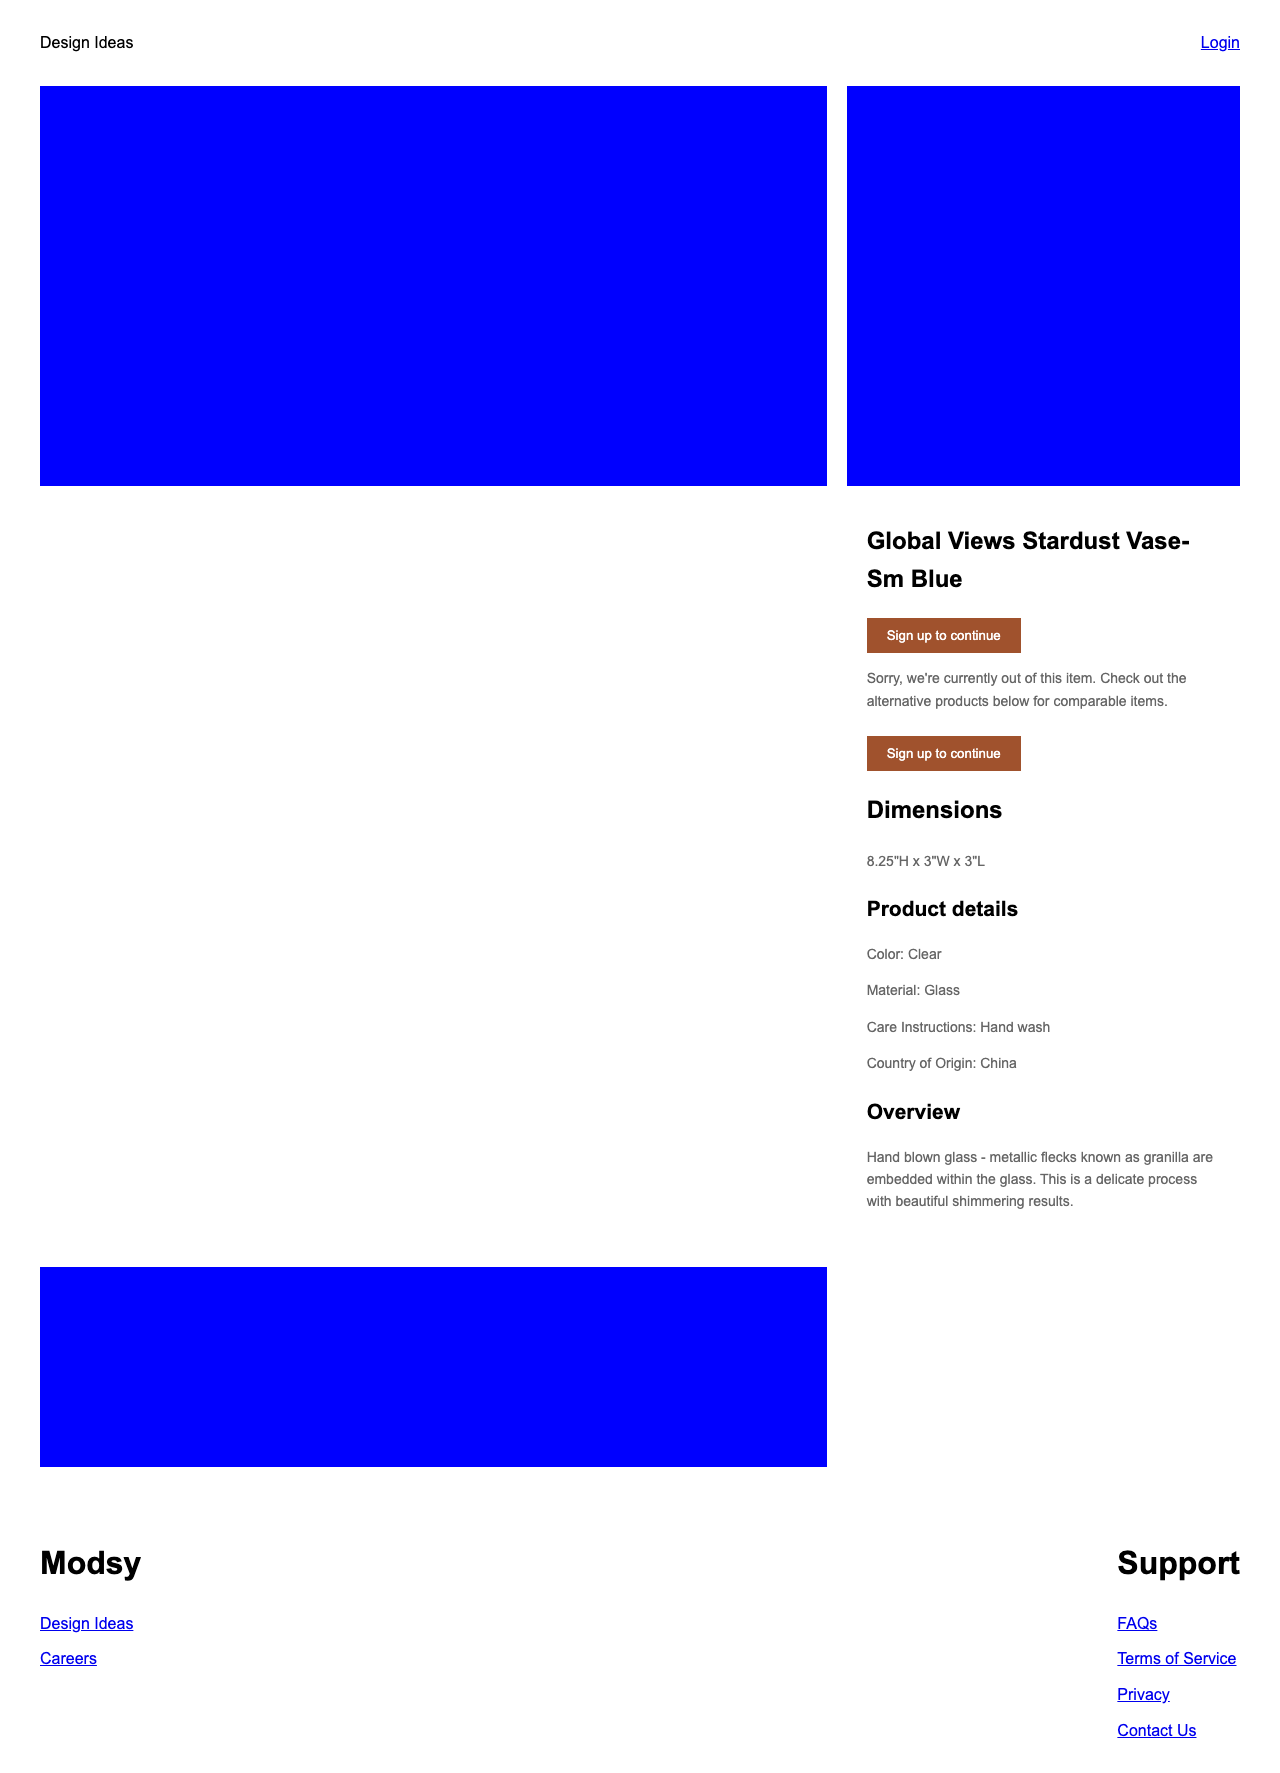 Design Ideas
Login
Global Views Stardust Vase-
Sm Blue
Sign up to continue
Sorry, we're currently out of this item. Check out the
alternative products below for comparable items.
Sign up to continue
Dimensions
8.25"H x 3"W x 3"L
Product details
Color: Clear
Material: Glass
Care Instructions: Hand wash
Country of Origin: China
Overview
Hand blown glass - metallic flecks known as granilla are
embedded within the glass. This is a delicate process
with beautiful shimmering results.
Modsy
Design Ideas
Careers
Support
FAQs
Terms of Service
Privacy
Contact Us